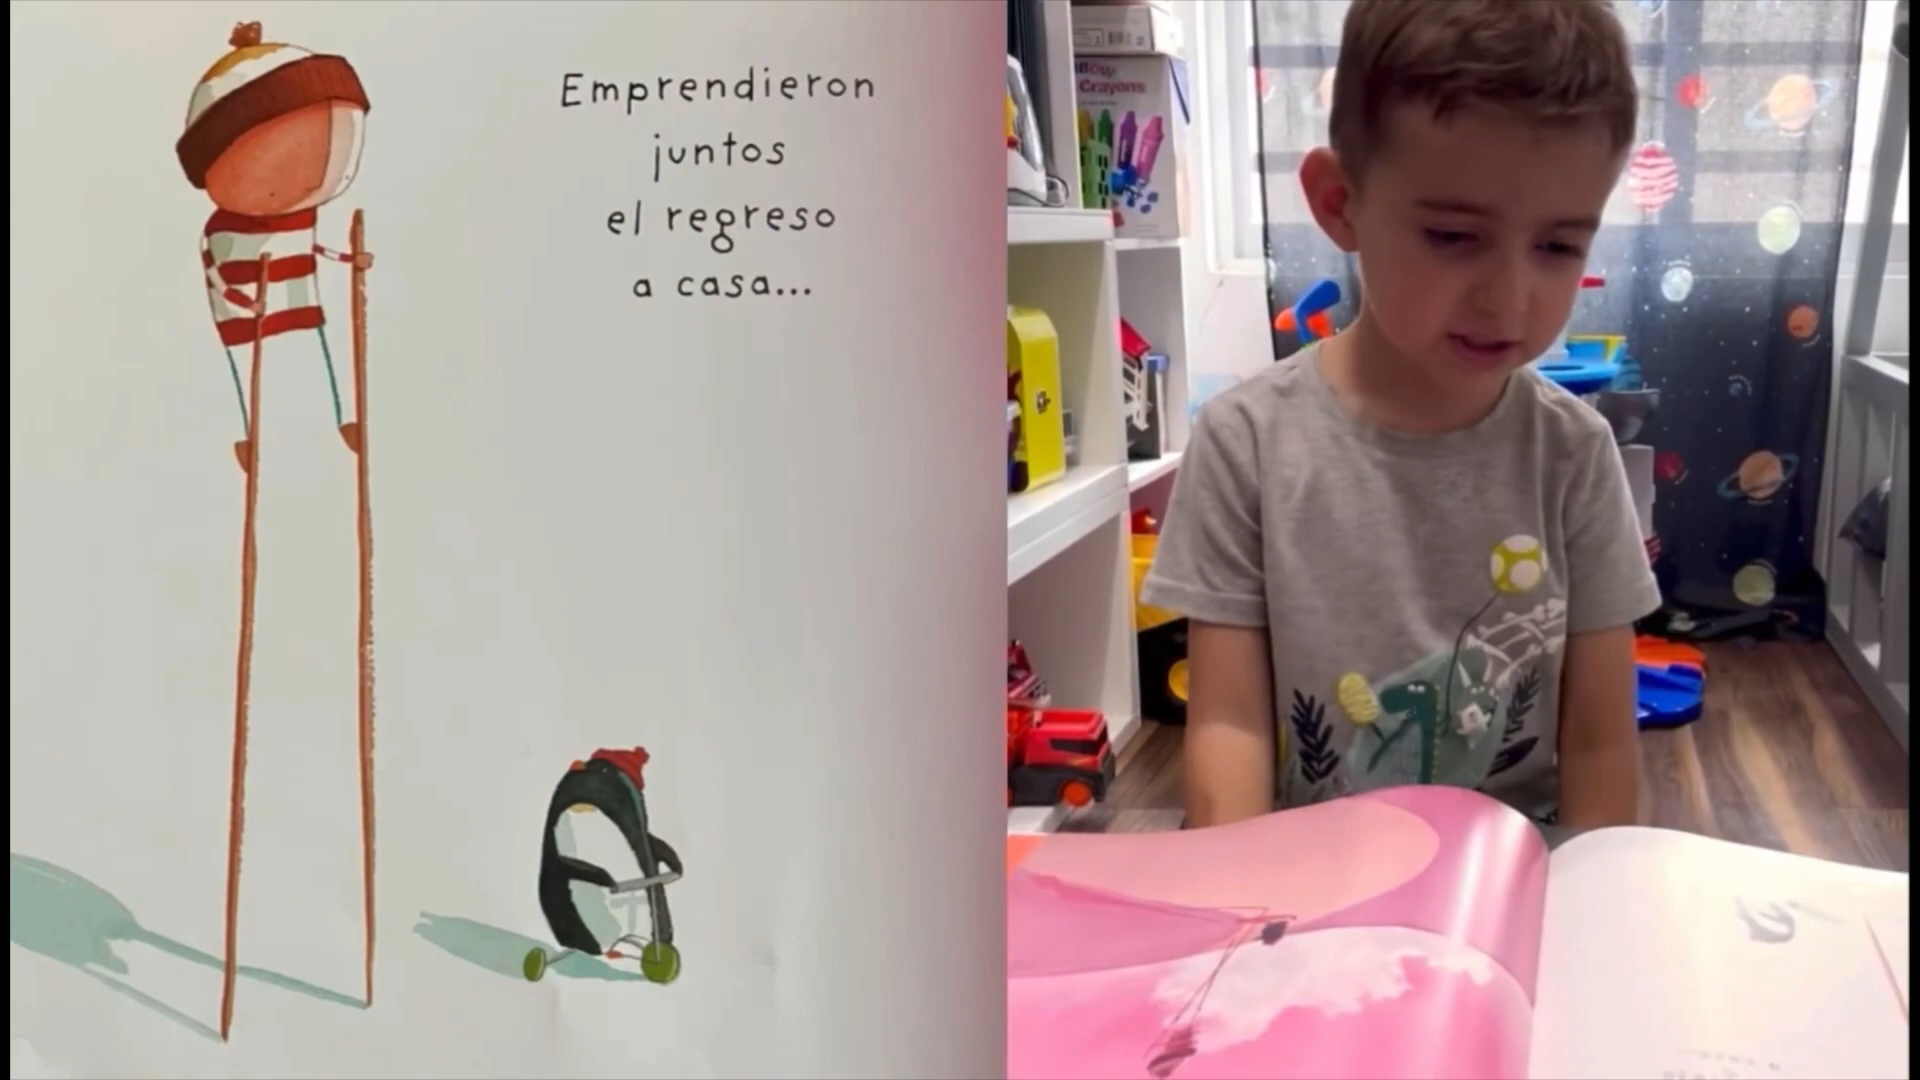 Emprendieron
juntos
el regreso
a casa...
Crayons